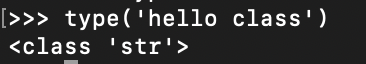 [>>> type('hello class')
<class 'str'>